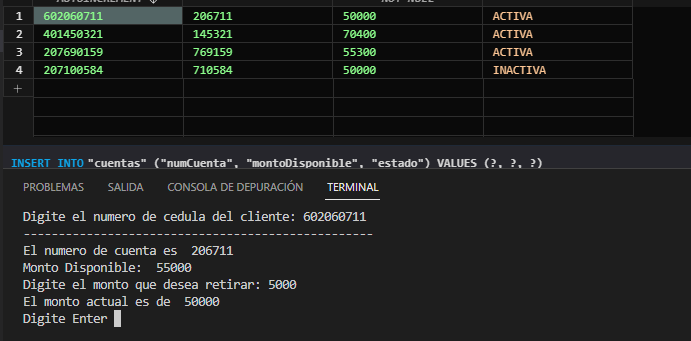 AUTOINCREMENT NOT NULL
1 602060711 206711 50000 ACTIVA
2 401450321 145321 70400 ACTIVA
3 207690159 769159 55300 ACTIVA
4 207100584 710584 50000 INACTIVA
+
INSERT INTO "cuentas" ("numCuenta", "montoDisponible", "estado") VALUES (?, ?, ?)
PROBLEMAS SALIDA CONSOLA DE DEPURACIÓN TERMINAL
Digite el numero de cedula del cliente: 602060711
--------------------------------------------------
El numero de cuenta es  206711
Monto Disponible:  55000
Digite el monto que desea retirar: 5000
El monto actual es de  50000
Digite Enter